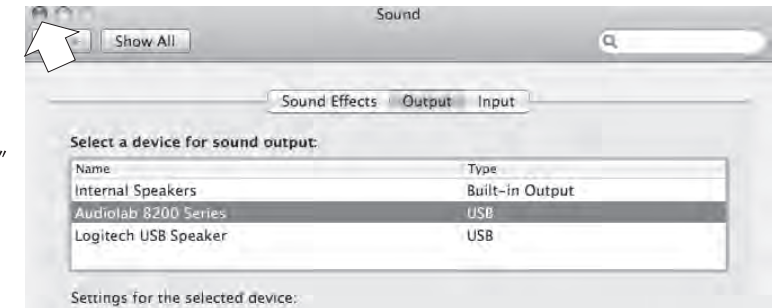 Sound
Show All
Sound Effects Output Input
Select a device for sound output:
Name Type
Internal Speakers Built-in Output
Audiolab 8200 Series USB
Logitech USB Speaker USB
Settings for the selected device:
”